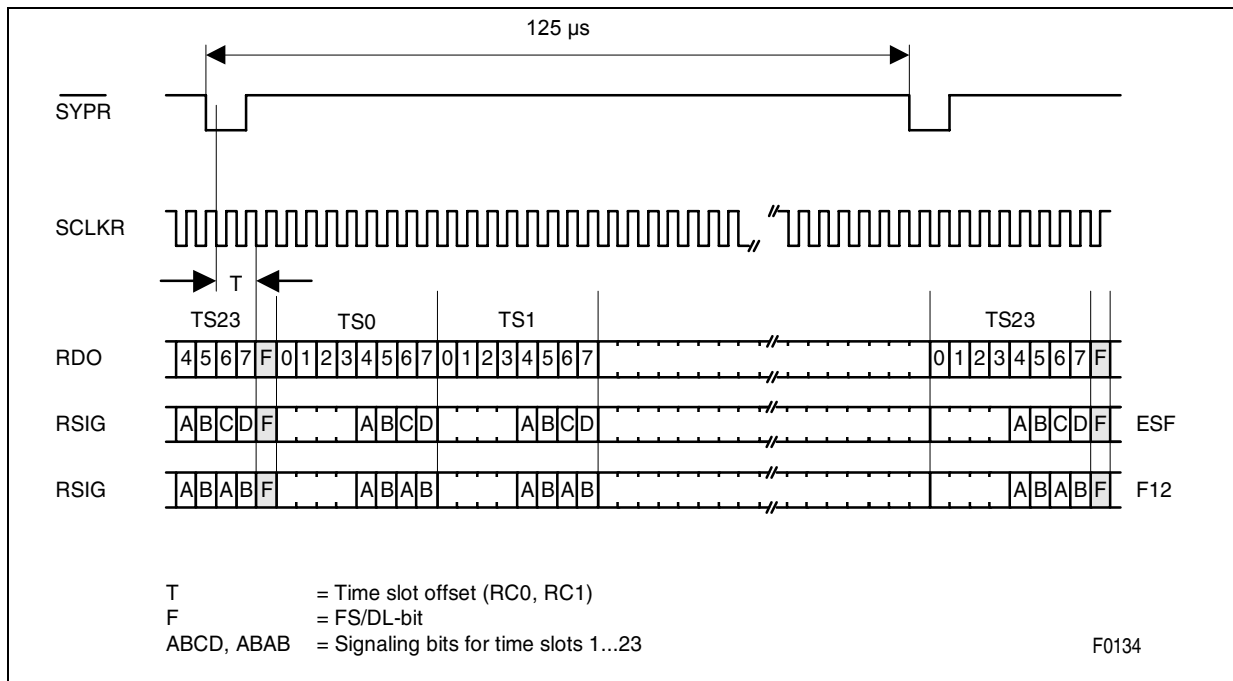 125 µs
SYPR
SCLKR
T
TS23 TS0 TS1 TS23
RDO 4 5 6 7 F 0 1 2 3 4 5 6 7 0 1 2 3 4 5 6 7 0 1 2 3 4 5 6 7 F
RSIG A B C D F A B C D A B C D A B C D F ESF
RSIG A B A B F A B A B A B A B A B A B F F12
T = Time slot offset (RC0, RC1)
F = FS/DL-bit
ABCD, ABAB = Signaling bits for time slots 1...23
F0134